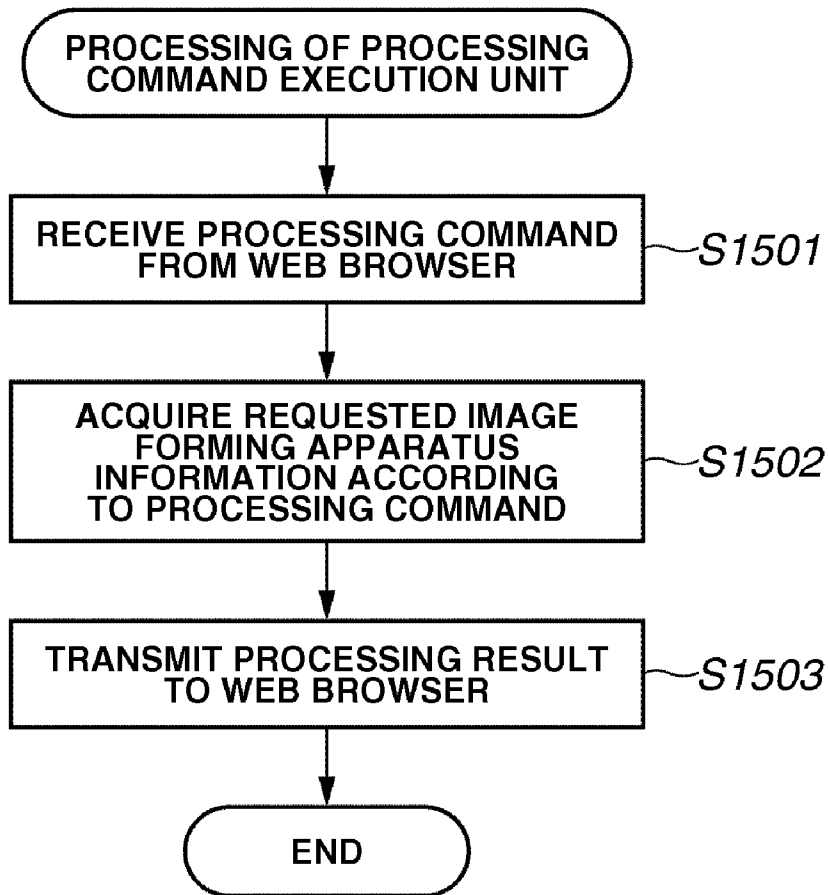 PROCESSING OF PROCESSING
COMMAND EXECUTION UNIT
RECEIVE PROCESSING COMMAND
FROM WEB BROWSER
S1501
ACQUIRE REQUESTED IMAGE
FORMING APPARATUS
INFORMATION ACCORDING
TO PROCESSING COMMAND
S1502
TRANSMIT PROCESSING RESULT
TO WEB BROWSER
S1503
END